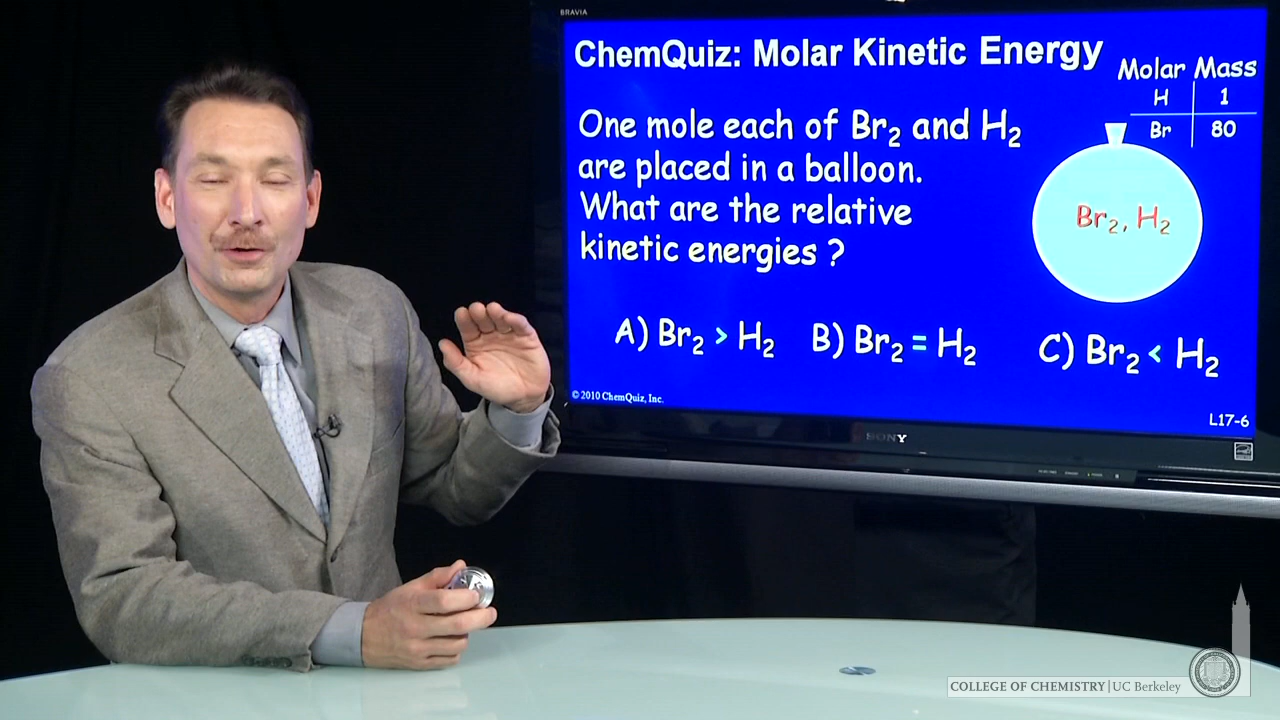 BRAVIA
ChemQuiz: Molar Kinetic Energy
Molar Mass
H 1
Br 80
One mole each of Br₂ and H₂
are placed in a balloon.
What are the relative
kinetic energies ?
Br₂, H₂
A) Br₂ > H₂ B) Br₂ = H₂ C) Br₂ < H₂
© 2010 ChemQuiz, Inc.
L17-6
SONY
COLLEGE OF CHEMISTRY | UC Berkeley